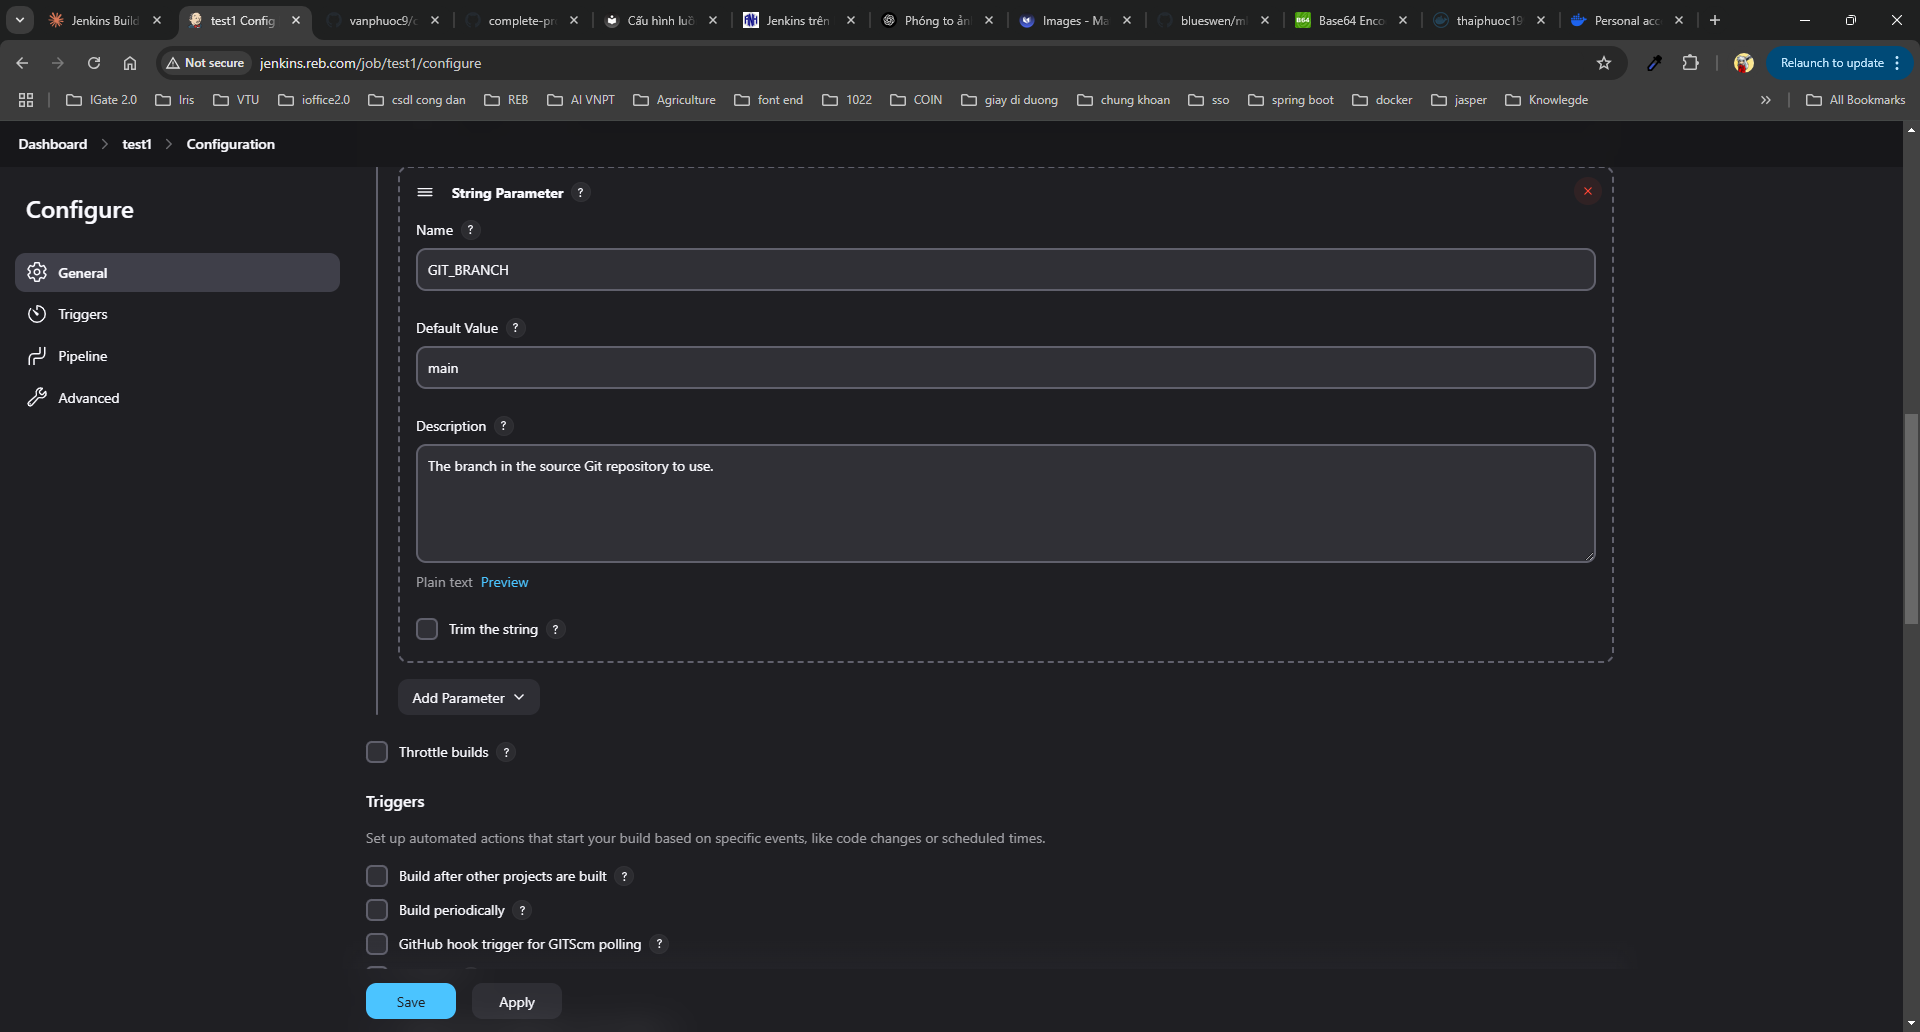 Jenkins Build
test1 Config
vanphuoc9/c
complete-pr
Cấu hình luồ
Jenkins trên
Phóng to ản
Images - Ma
blueswen/ml
B64
Base64 Enco
thaiphuoc19
Personal acc
Not secure
jenkins.reb.com/job/test1/configure
Relaunch to update
IGate 2.0
Iris
VTU
ioffice2.0
csdl cong dan
REB
AI VNPT
Agriculture
font end
1022
COIN
giay di duong
chung khoan
sso
spring boot
docker
jasper
Knowlegde
All Bookmarks
Dashboard
test1
Configuration
Configure
General
Triggers
Pipeline
Advanced
String Parameter ?
Name ?
GIT_BRANCH
Default Value ?
main
Description ?
The branch in the source Git repository to use.
Plain text Preview
Trim the string ?
Add Parameter
Throttle builds ?
Triggers
Set up automated actions that start your build based on specific events, like code changes or scheduled times.
Build after other projects are built ?
Build periodically ?
GitHub hook trigger for GITScm polling ?
Save
Apply